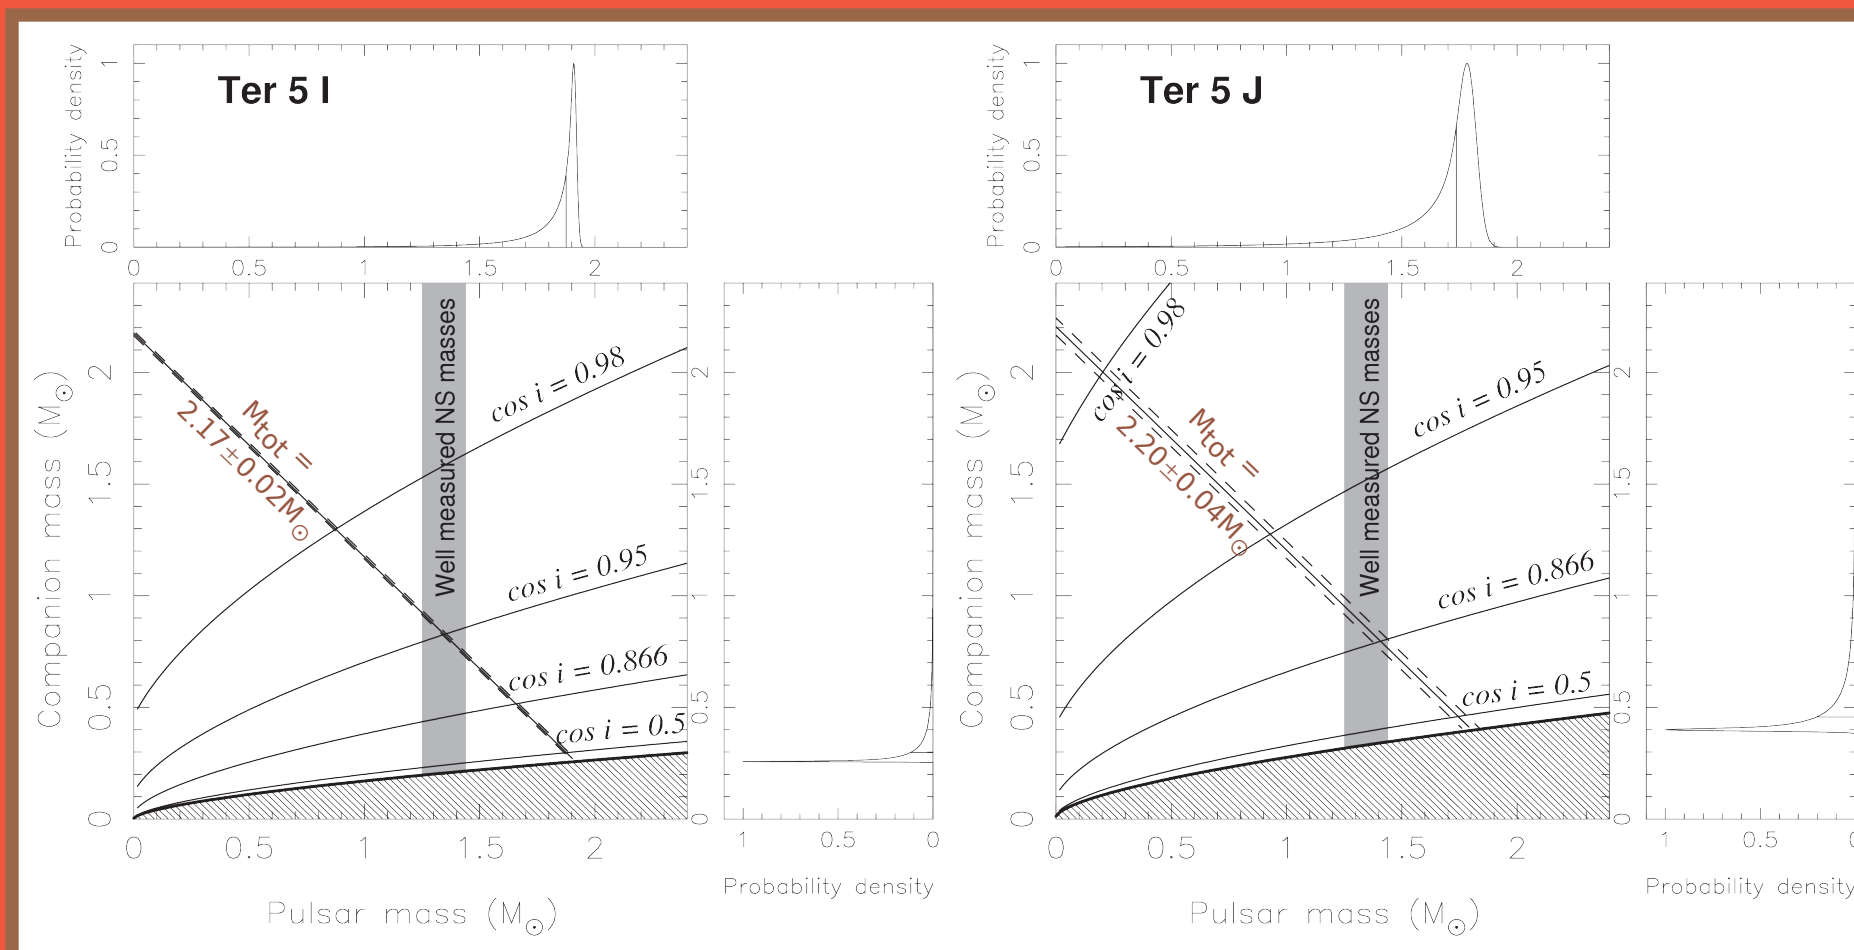 Ter 5 I
Probability density
1
0.5
0
0 0.5 1 1.5 2
Companion mass (M⊙)
2
1.5
1
0.5
0
cos i = 0.98
Mtot =
2.17±0.02M⊙
Well measured NS masses
cos i = 0.95
cos i = 0.866
cos i = 0.5
0 0.5 1 1.5 2
Pulsar mass (M⊙)
2
1.5
1
0.5
0
1 0.5 0
Probability density
Ter 5 J
Probability density
1
0.5
0
0 0.5 1 1.5 2
Companion mass (M⊙)
2
1.5
1
0.5
0
cos i = 0.98
Mtot =
2.20±0.04M⊙
Well measured NS masses
cos i = 0.95
cos i = 0.866
cos i = 0.5
0 0.5 1 1.5 2
Pulsar mass (M⊙)
2
1.5
1
0.5
0
1 0.5 0
Probability density